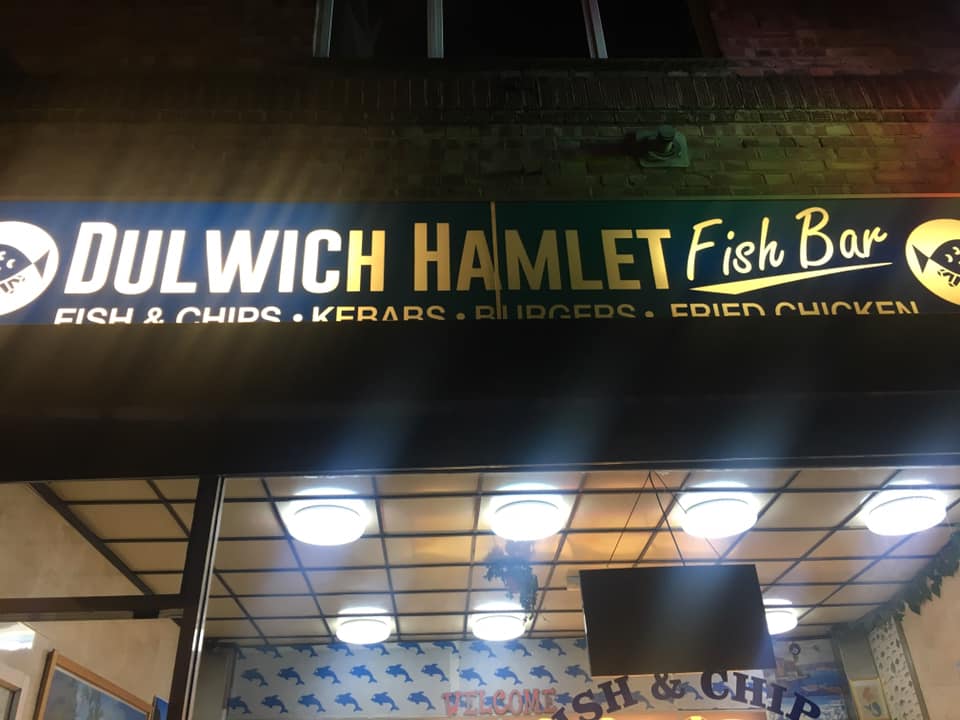 DULWICH HAMLET Fish Bar
FISH & CHIPS • KEBABS • BURGERS • FRIED CHICKEN
WELCOME
FISH & CHIP